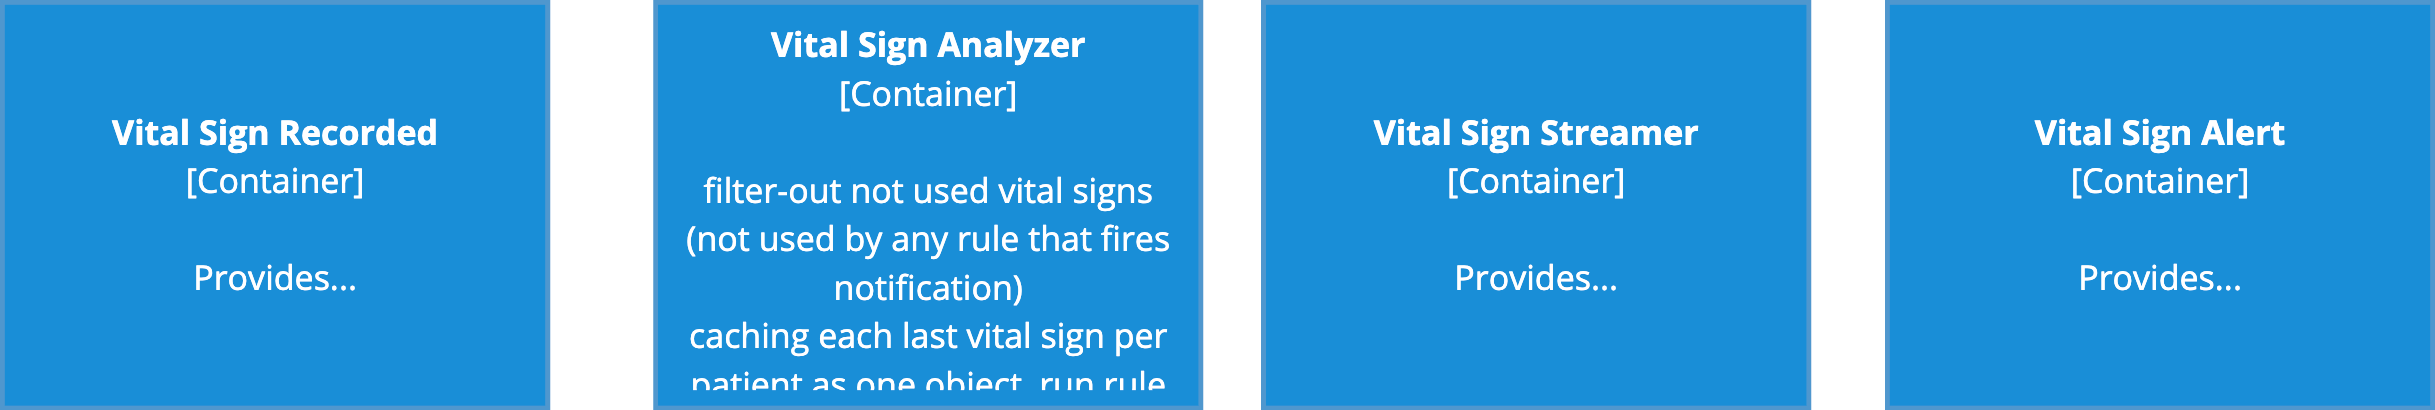 Vital Sign Recorded
[Container]
Provides...
Vital Sign Analyzer
[Container]
filter-out not used vital signs
(not used by any rule that fires
notification)
caching each last vital sign per
patient as one object, run rule
Vital Sign Streamer
[Container]
Provides...
Vital Sign Alert
[Container]
Provides...